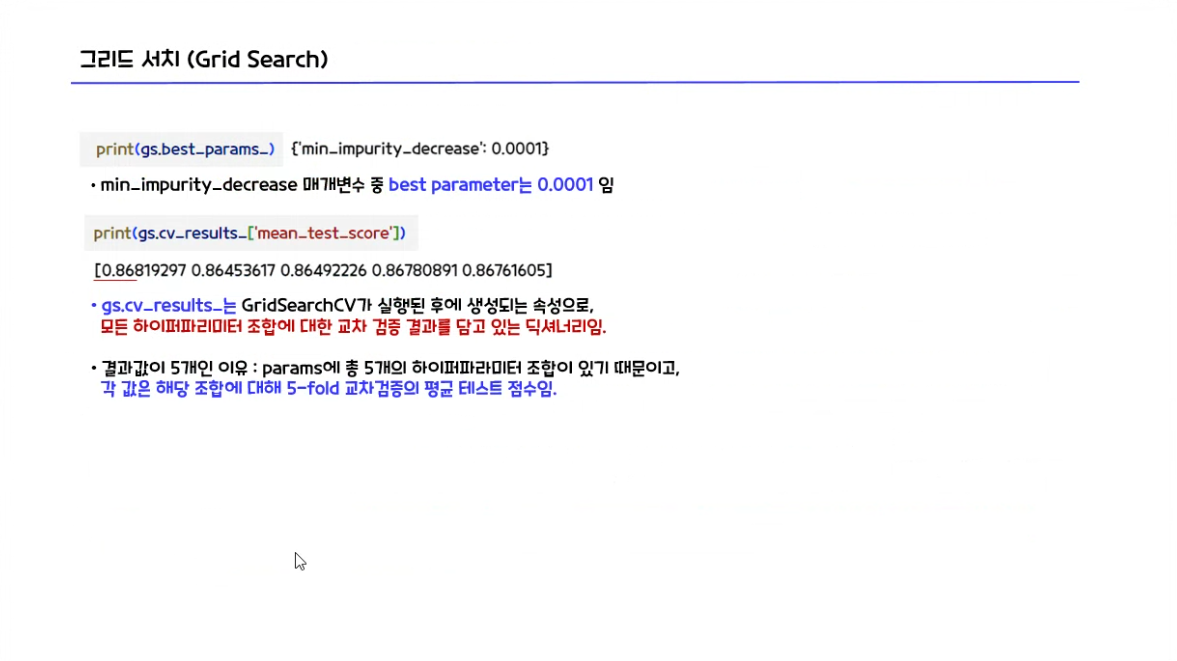 그리드 서치 (Grid Search)
print(gs.best_params_) {'min_impurity_decrease': 0.0001}
• min_impurity_decrease 매개변수 중 best parameter는 0.0001 임
print(gs.cv_results_['mean_test_score'])
[0.86819297 0.86453617 0.86492226 0.86780891 0.86761605]
• gs.cv_results_는 GridSearchCV가 실행된 후에 생성되는 속성으로,
모든 하이퍼파리미터 조합에 대한 교차 검증 결과를 담고 있는 딕셔너리임.
• 결과값이 5개인 이유 : params에 총 5개의 하이퍼파라미터 조합이 있기 때문이고,
각 값은 해당 조합에 대해 5-fold 교차검증의 평균 테스트 점수임.